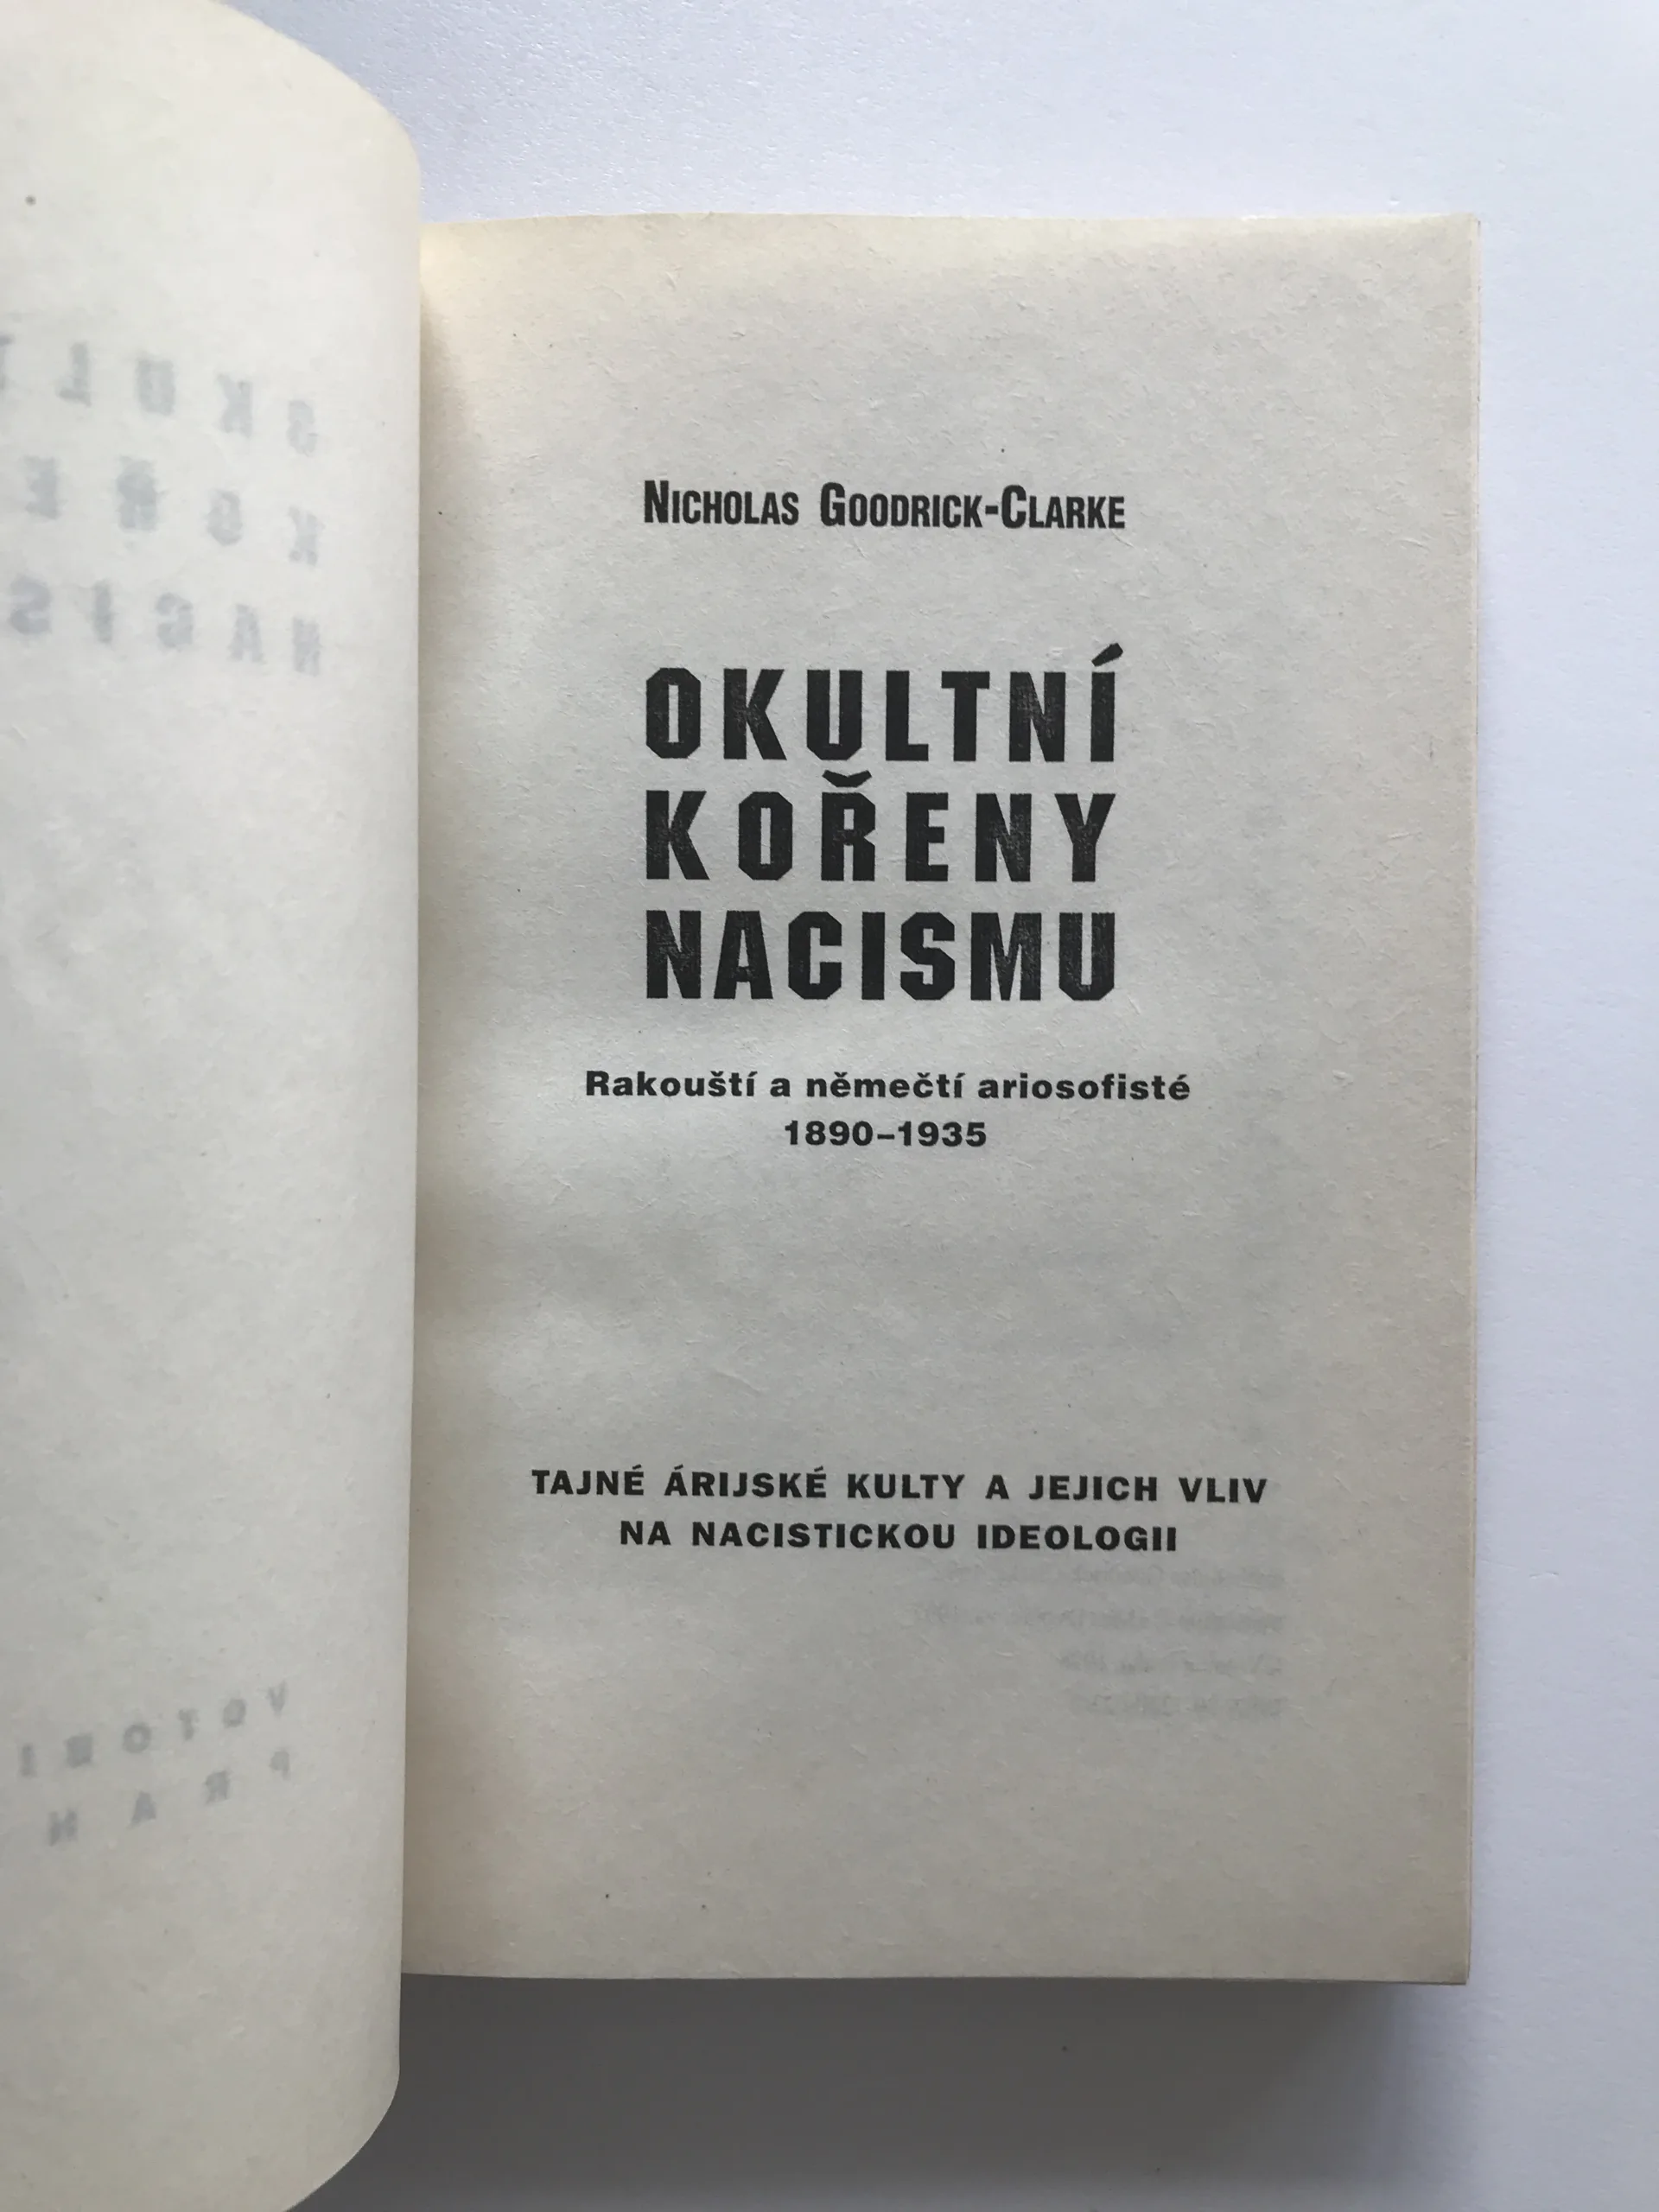 NICHOLAS GOODRICK-CLARKE
OKULTNÍ
KOŘENY
NACISMU
Rakouští a němečtí ariosofisté
1890–1935
TAJNÉ ÁRIJSKÉ KULTY A JEJICH VLIV
NA NACISTICKOU IDEOLOGII